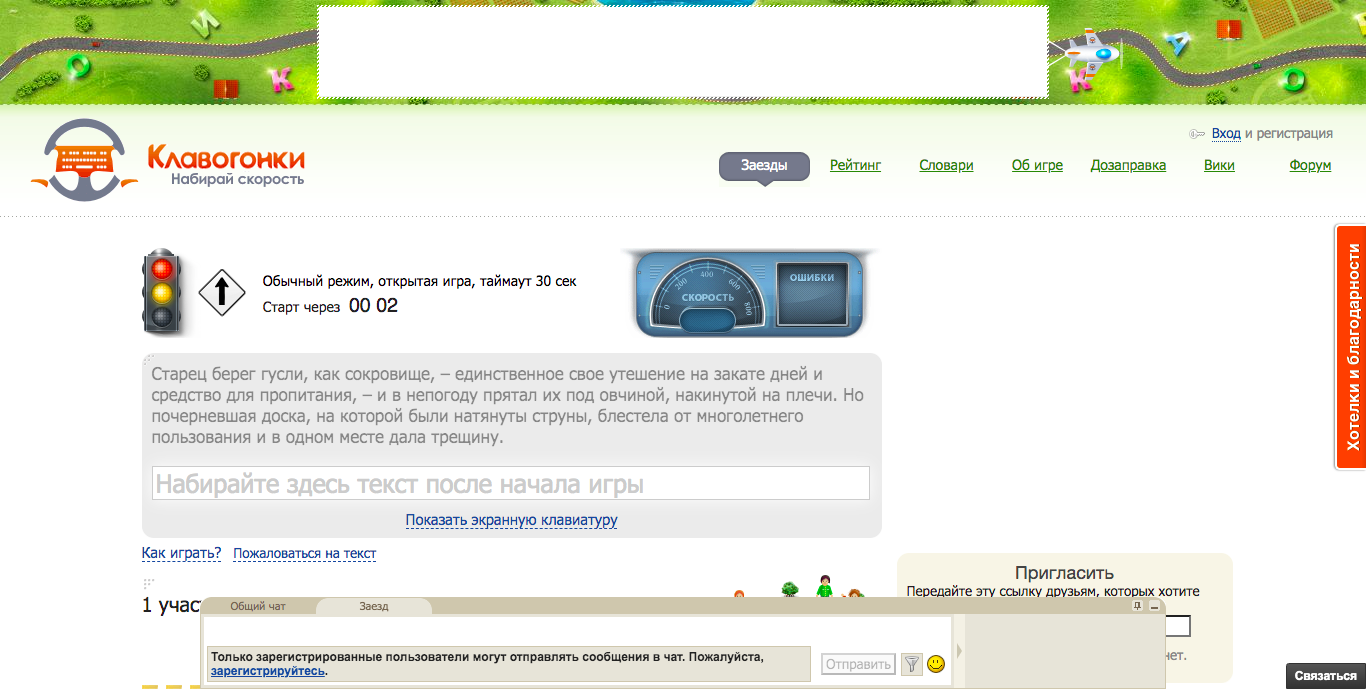 Клавогонки
Набирай скорость
Вход и регистрация
Заезды
Рейтинг
Словари
Об игре
Дозаправка
Вики
Форум
Хотелки и благодарности
Обычный режим, открытая игра, таймаут 30 сек
Старт через 00 02
0 200 400 600 800
СКОРОСТЬ
ОШИБКИ
Старец берег гусли, как сокровище, – единственное свое утешение на закате дней и
средство для пропитания, – и в непогоду прятал их под овчиной, накинутой на плечи. Но
почерневшая доска, на которой были натянуты струны, блестела от многолетнего
пользования и в одном месте дала трещину.
Набирайте здесь текст после начала игры
Показать экранную клавиатуру
Как играть?
Пожаловаться на текст
1 учас
Пригласить
Передайте эту ссылку друзьям, которых хотите
нет.
Общий чат
Заезд
Только зарегистрированные пользователи могут отправлять сообщения в чат. Пожалуйста,
зарегистрируйтесь.
Отправить
Связаться